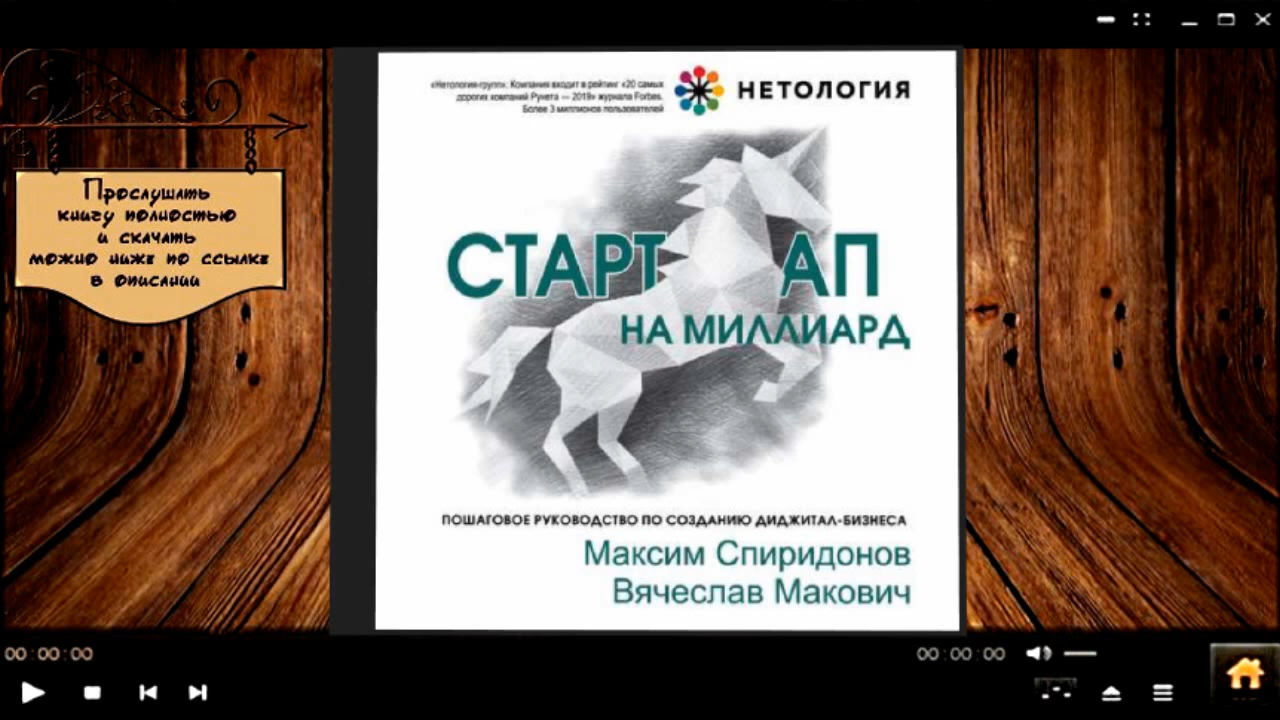 Прослушать
книгу полностью
и скачать
можно ниже по ссылке
в описании
«Нетология-групп». Компания входит в рейтинг «20 самых
дорогих компаний Рунета — 2019» журнала Forbes.
Более 3 миллионов пользователей
НЕТОЛОГИЯ
СТАРТАП
НА МИЛЛИАРД
ПОШАГОВОЕ РУКОВОДСТВО ПО СОЗДАНИЮ ДИДЖИТАЛ-БИЗНЕСА
Максим Спиридонов
Вячеслав Макович
00:00:00
00:00:00